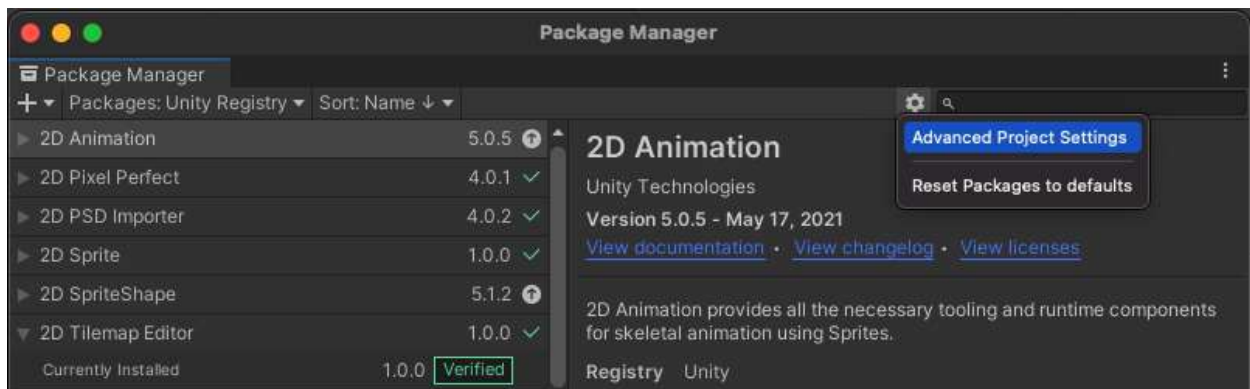 Package Manager
Package Manager
Packages: Unity Registry Sort: Name ↓
2D Animation 5.0.5
2D Pixel Perfect 4.0.1
2D PSD Importer 4.0.2
2D Sprite 1.0.0
2D SpriteShape 5.1.2
2D Tilemap Editor 1.0.0
Currently Installed 1.0.0 Verified
2D Animation
Unity Technologies
Version 5.0.5 - May 17, 2021
View documentation • View changelog • View licenses
2D Animation provides all the necessary tooling and runtime components
for skeletal animation using Sprites.
Registry Unity
Advanced Project Settings
Reset Packages to defaults